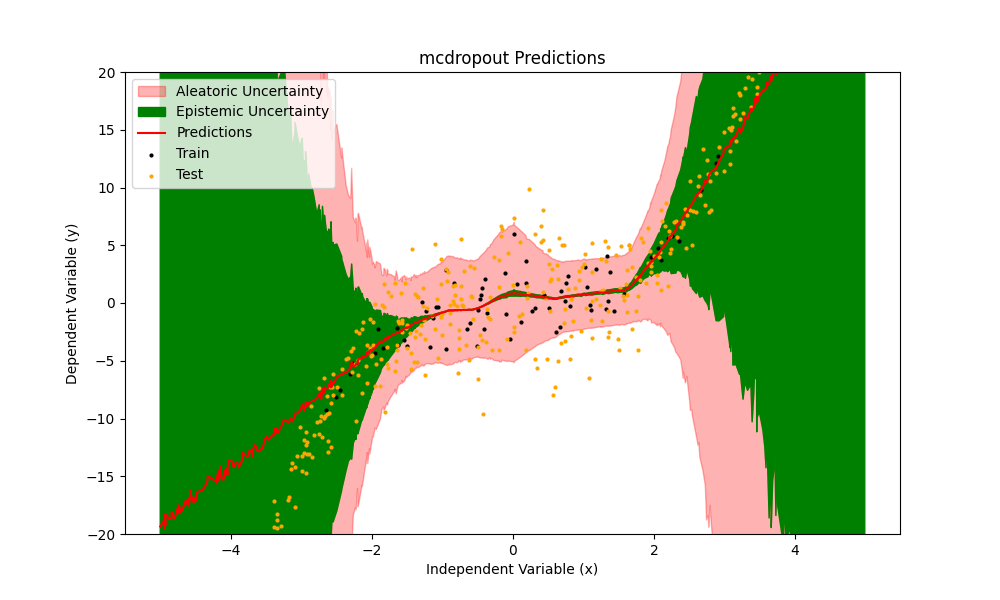 mcdropout Predictions
Aleatoric Uncertainty
Epistemic Uncertainty
Predictions
Train
Test
20
15
10
5
0
−5
−10
−15
−20
Dependent Variable (y)
−4 −2 0 2 4
Independent Variable (x)